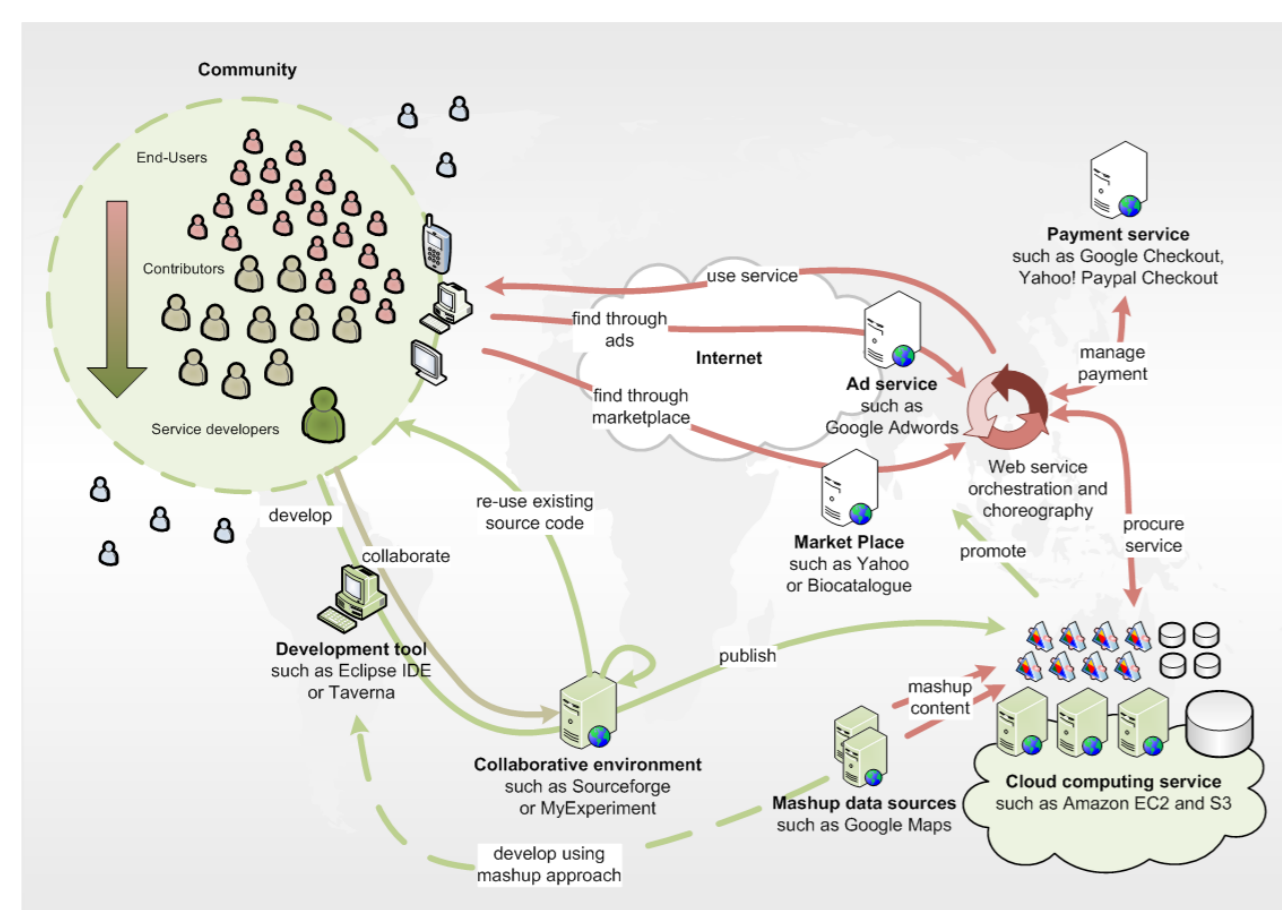 Community
End-Users
Contributors
Service developers
use service
find through
ads
Internet
find through
marketplace
Ad service
such as
Google Adwords
Payment service
such as Google Checkout,
Yahoo! Paypal Checkout
manage
payment
Web service
orchestration and
choreography
Market Place
such as Yahoo
or Biocatalogue
promote
procure
service
develop
collaborate
re-use existing
source code
Development tool
such as Eclipse IDE
or Taverna
publish
mashup
content
Collaborative environment
such as Sourceforge
or MyExperiment
Mashup data sources
such as Google Maps
Cloud computing service
such as Amazon EC2 and S3
develop using
mashup approach